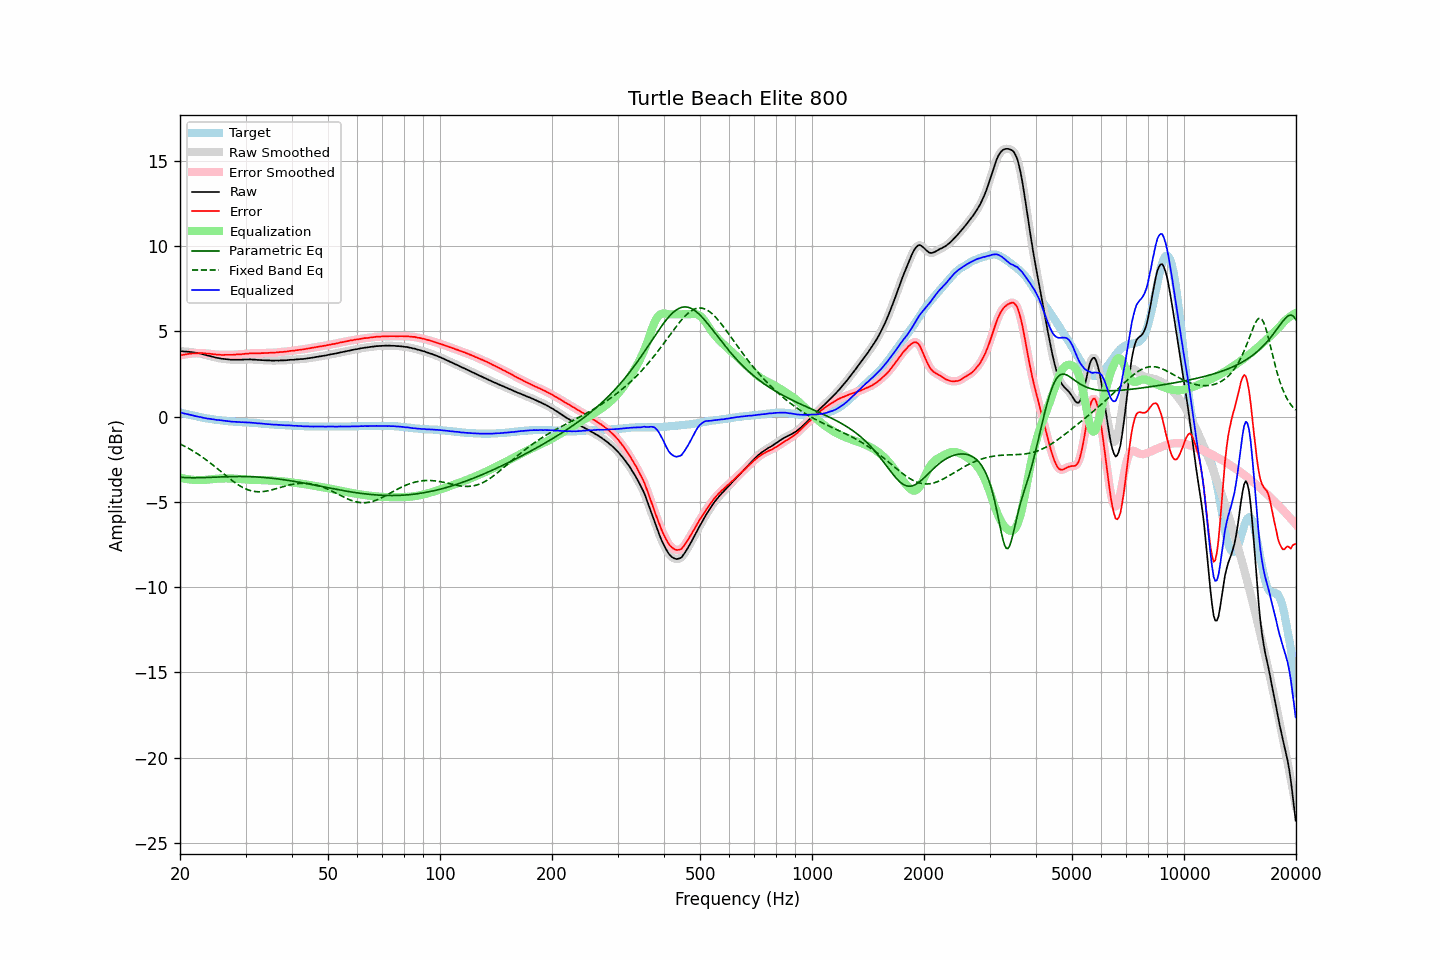 Turtle Beach Elite 800
Target
Raw Smoothed
Error Smoothed
Raw
Error
Equalization
Parametric Eq
Fixed Band Eq
Equalized
Amplitude (dBr)
15
10
5
0
−5
−10
−15
−20
−25
20 50 100 200 500 1000 2000 5000 10000 20000
Frequency (Hz)